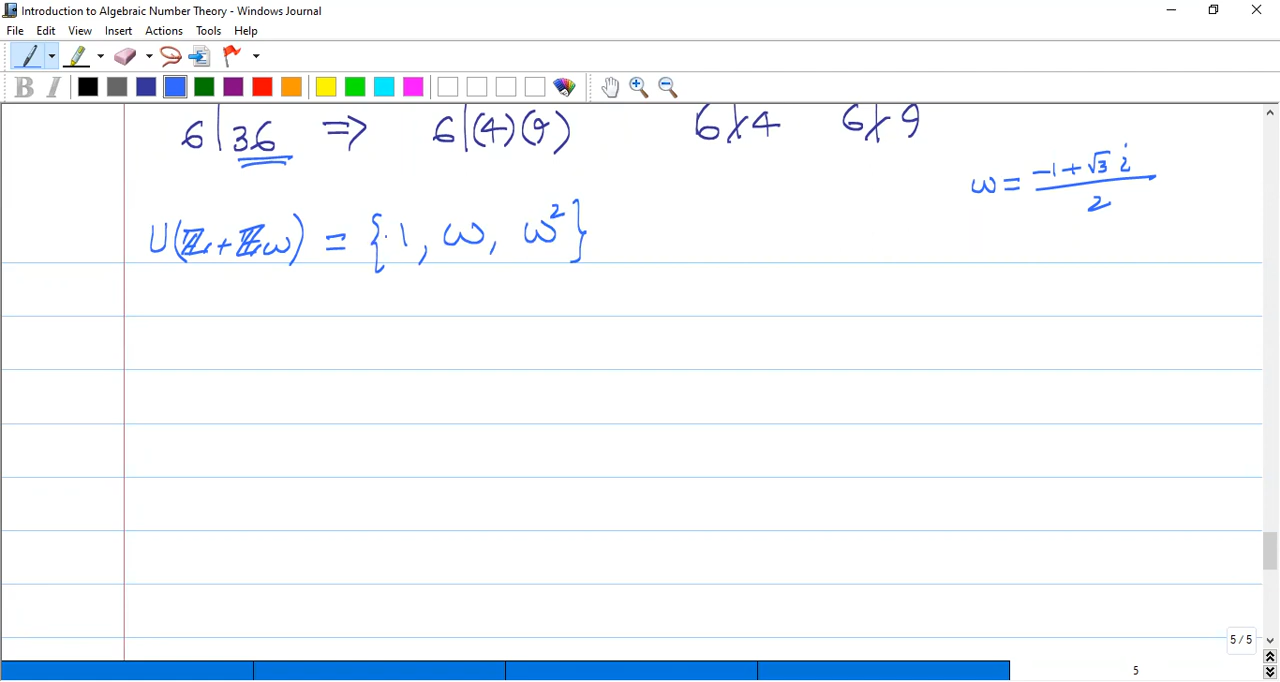 Introduction to Algebraic Number Theory - Windows Journal
File Edit View Insert Actions Tools Help
B I
6 | 36 ⇒ 6 | (4)(9) 6 ∤ 4 6 ∤ 9
ω = (-1 + √3 i) / 2
U(ℤ + ℤω) = {1, ω, ω²}
5 / 5
5